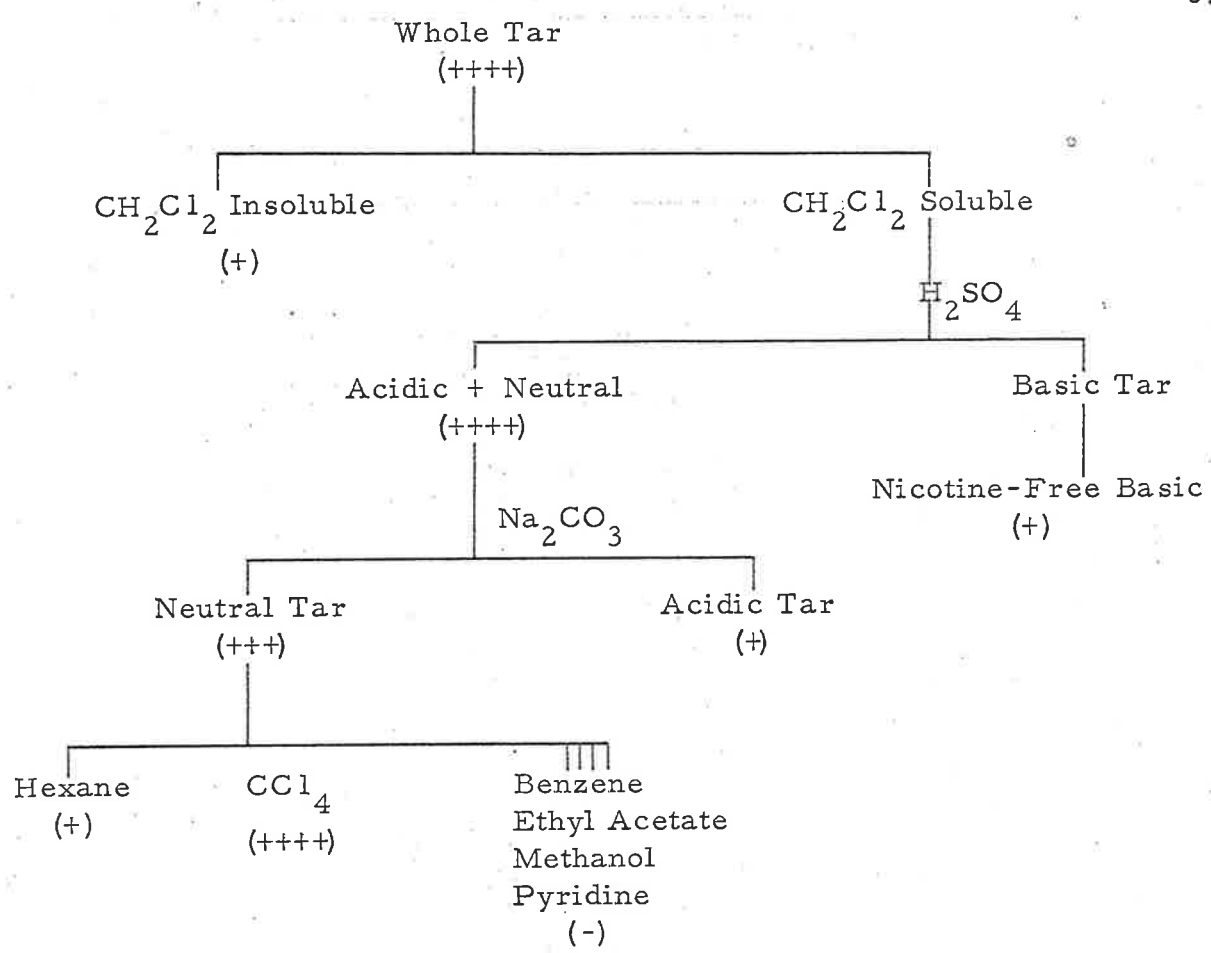 Whole Tar
(++++)
CH₂Cl₂ Insoluble
(+)
CH₂Cl₂ Soluble
H₂SO₄
Acidic + Neutral
(++++)
Basic Tar
Nicotine-Free Basic
(+)
Na₂CO₃
Neutral Tar
(+++)
Acidic Tar
(+)
Hexane
(+)
CCl₄
(++++)
Benzene
Ethyl Acetate
Methanol
Pyridine
(-)